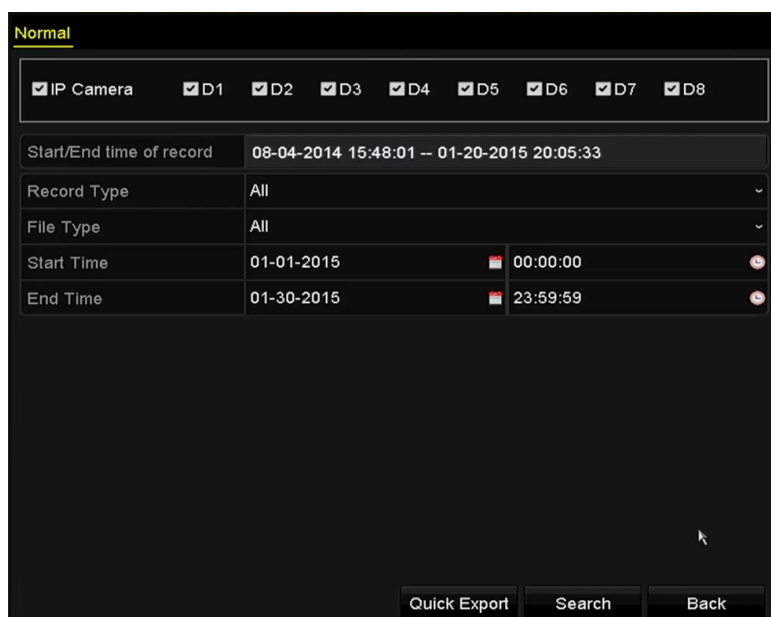 Normal
IP Camera D1 D2 D3 D4 D5 D6 D7 D8
Start/End time of record 08-04-2014 15:48:01 -- 01-20-2015 20:05:33
Record Type All
File Type All
Start Time 01-01-2015 00:00:00
End Time 01-30-2015 23:59:59
Quick Export Search Back